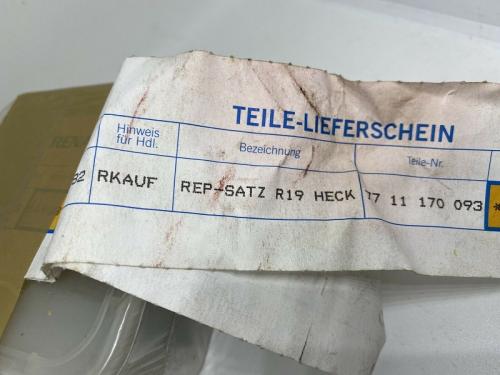 TEILE-LIEFERSCHEIN
Hinweis
für Hdl.
Bezeichnung
Teile-Nr.
RKAUF
REP-SATZ R19 HECK
77 11 170 093
*